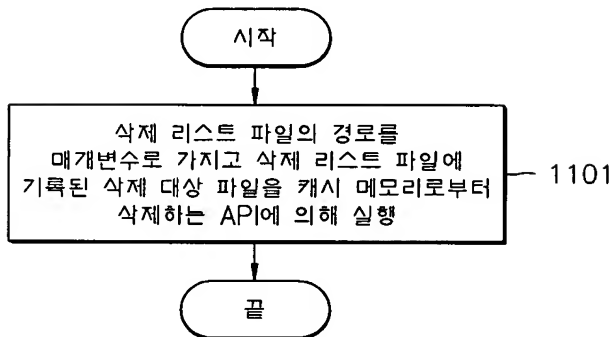 시작
삭제 리스트 파일의 경로를
매개변수로 가지고 삭제 리스트 파일에
기록된 삭제 대상 파일을 캐시 메모리로부터
삭제하는 API에 의해 실행
1101
끝